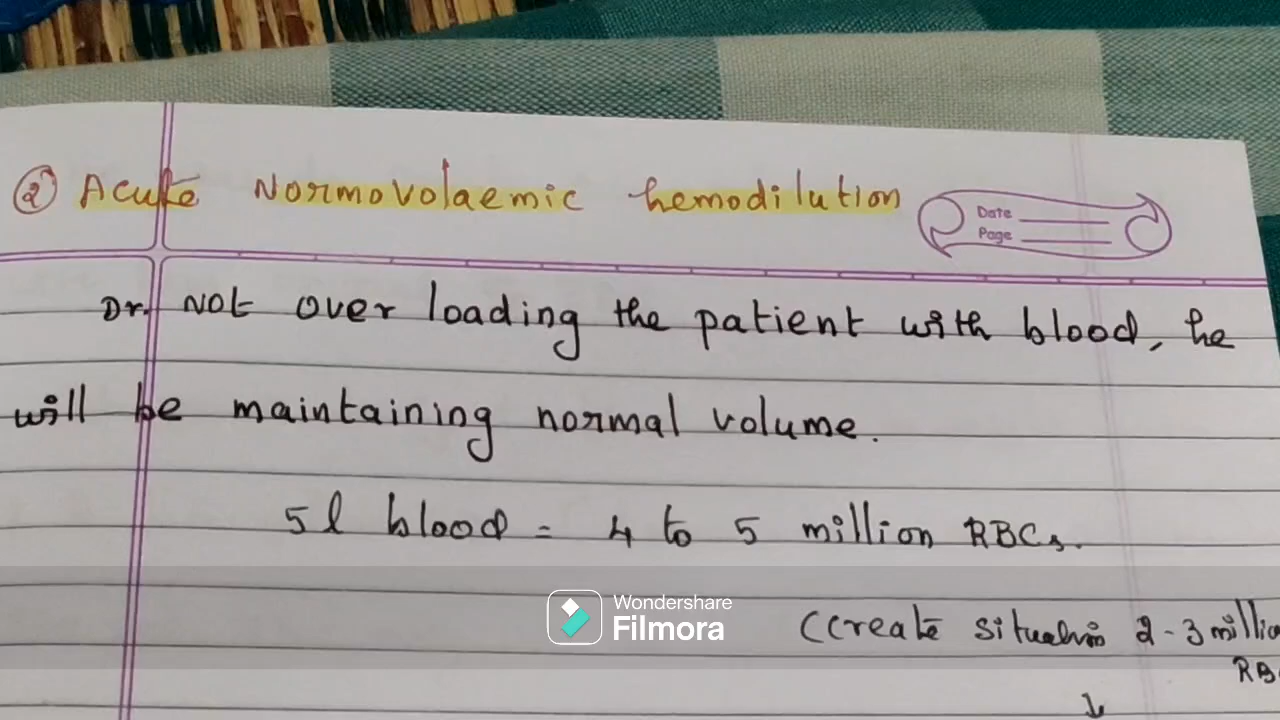 ② Acute Normovolaemic hemodilution
Date
Page
Dr. Not over loading the patient with blood, he
will be maintaining normal volume.
5 l blood = 4 to 5 million RBCs.
Wondershare
Filmora
(create situation 2-3 millio
RB